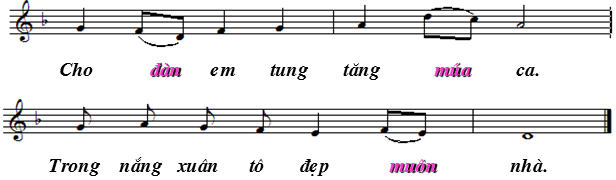 Cho đàn em tung tăng múa ca.
Trong nắng xuân tô đẹp muôn nhà.